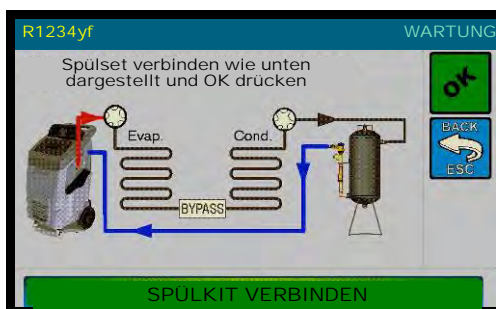 R1234yf
WARTUNG
Spülset verbinden wie unten
dargestellt und OK drücken
OK
BACK
ESC
Evap.
Cond.
BYPASS
SPÜLKIT VERBINDEN